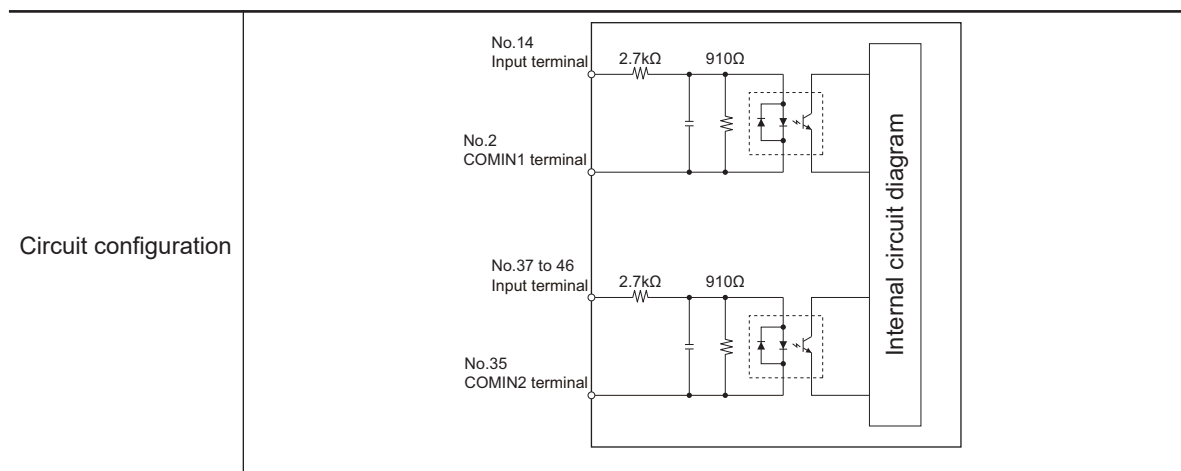 Circuit configuration
No.14
Input terminal
2.7kΩ
910Ω
No.2
COMIN1 terminal
No.37 to 46
Input terminal
2.7kΩ
910Ω
No.35
COMIN2 terminal
Internal circuit diagram